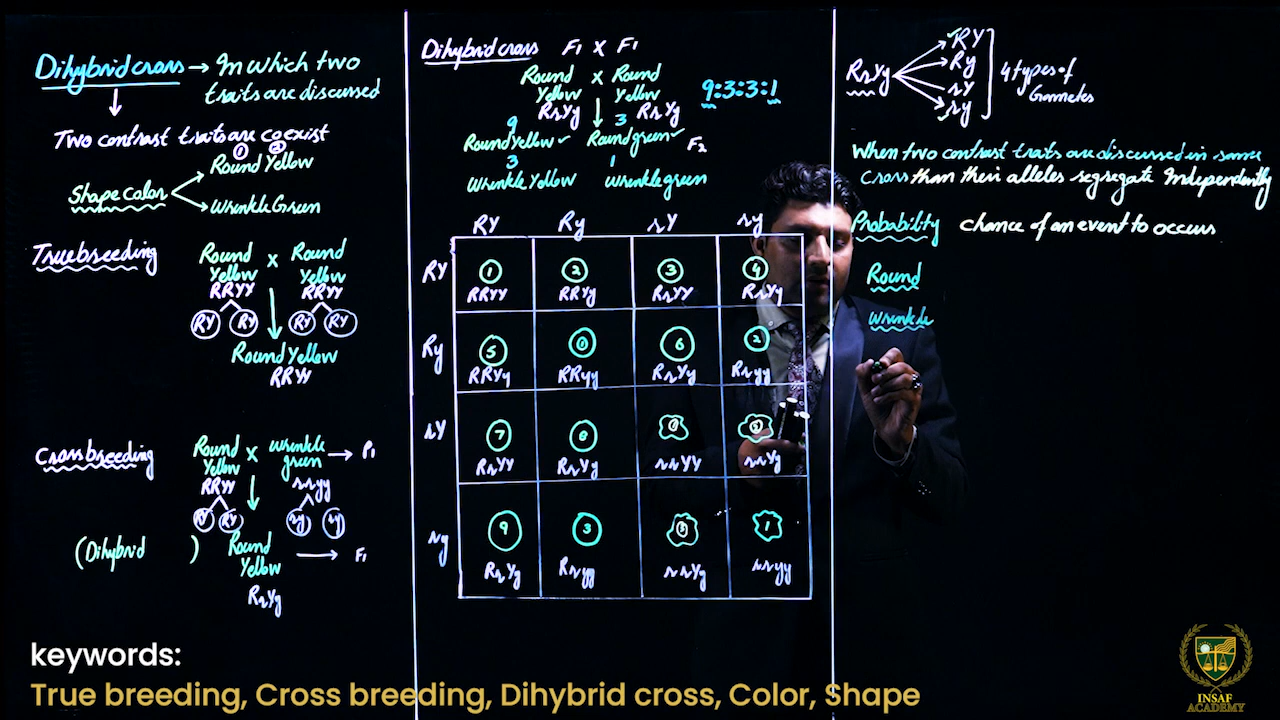 Dihybrid cross → In which two
traits are discussed
Two contrast traits are coexist
① ②
Round Yellow
Shape color
Wrinkle Green
True breeding
Round × Round
Yellow Yellow
RRYY RRYY
RY RY RY RY
Round Yellow
RRYY
Cross breeding
Round × wrinkle → P1
Yellow green
RRYY rryy
RY RY ry ry
(Dihybrid )
Round → F1
Yellow
RrYy
Dihybrid cross F1 × F1
Round × Round
Yellow Yellow
RrYy RrYy
9:3:3:1
9 3
Round Yellow ✓ Round green ✓ F2
3 1
Wrinkle Yellow Wrinkle green
RY Ry rY ry
RY 1 2 3 4
RRYY RRYy RrYY RrYy
Ry 5 1 6 2
RRYy RRyy RrYy Rryy
rY 7 8
RrYY RrYy rrYY rrYy
ry 9 3 1
RrYy Rryy rrYy rryy
RrYy
RY
Ry
rY
ry
4 types of
Gametes
When two contrast traits are discussed in same
cross than their alleles segregate Independently
Probability chance of an event to occurs
Round
Wrinkle
keywords:
True breeding, Cross breeding, Dihybrid cross, Color, Shape
INSAF
ACADEMY